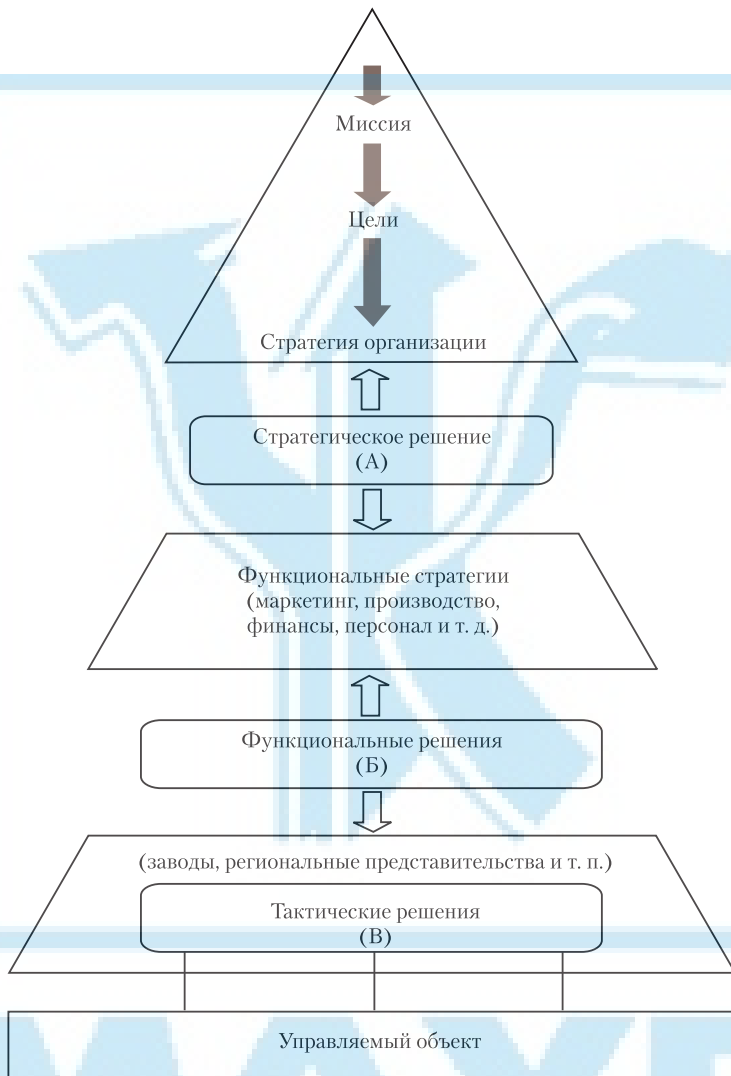 Миссия
Цели
Стратегия организации
Стратегическое решение
(А)
Функциональные стратегии
(маркетинг, производство,
финансы, персонал и т. д.)
Функциональные решения
(Б)
(заводы, региональные представительства и т. п.)
Тактические решения
(В)
Управляемый объект